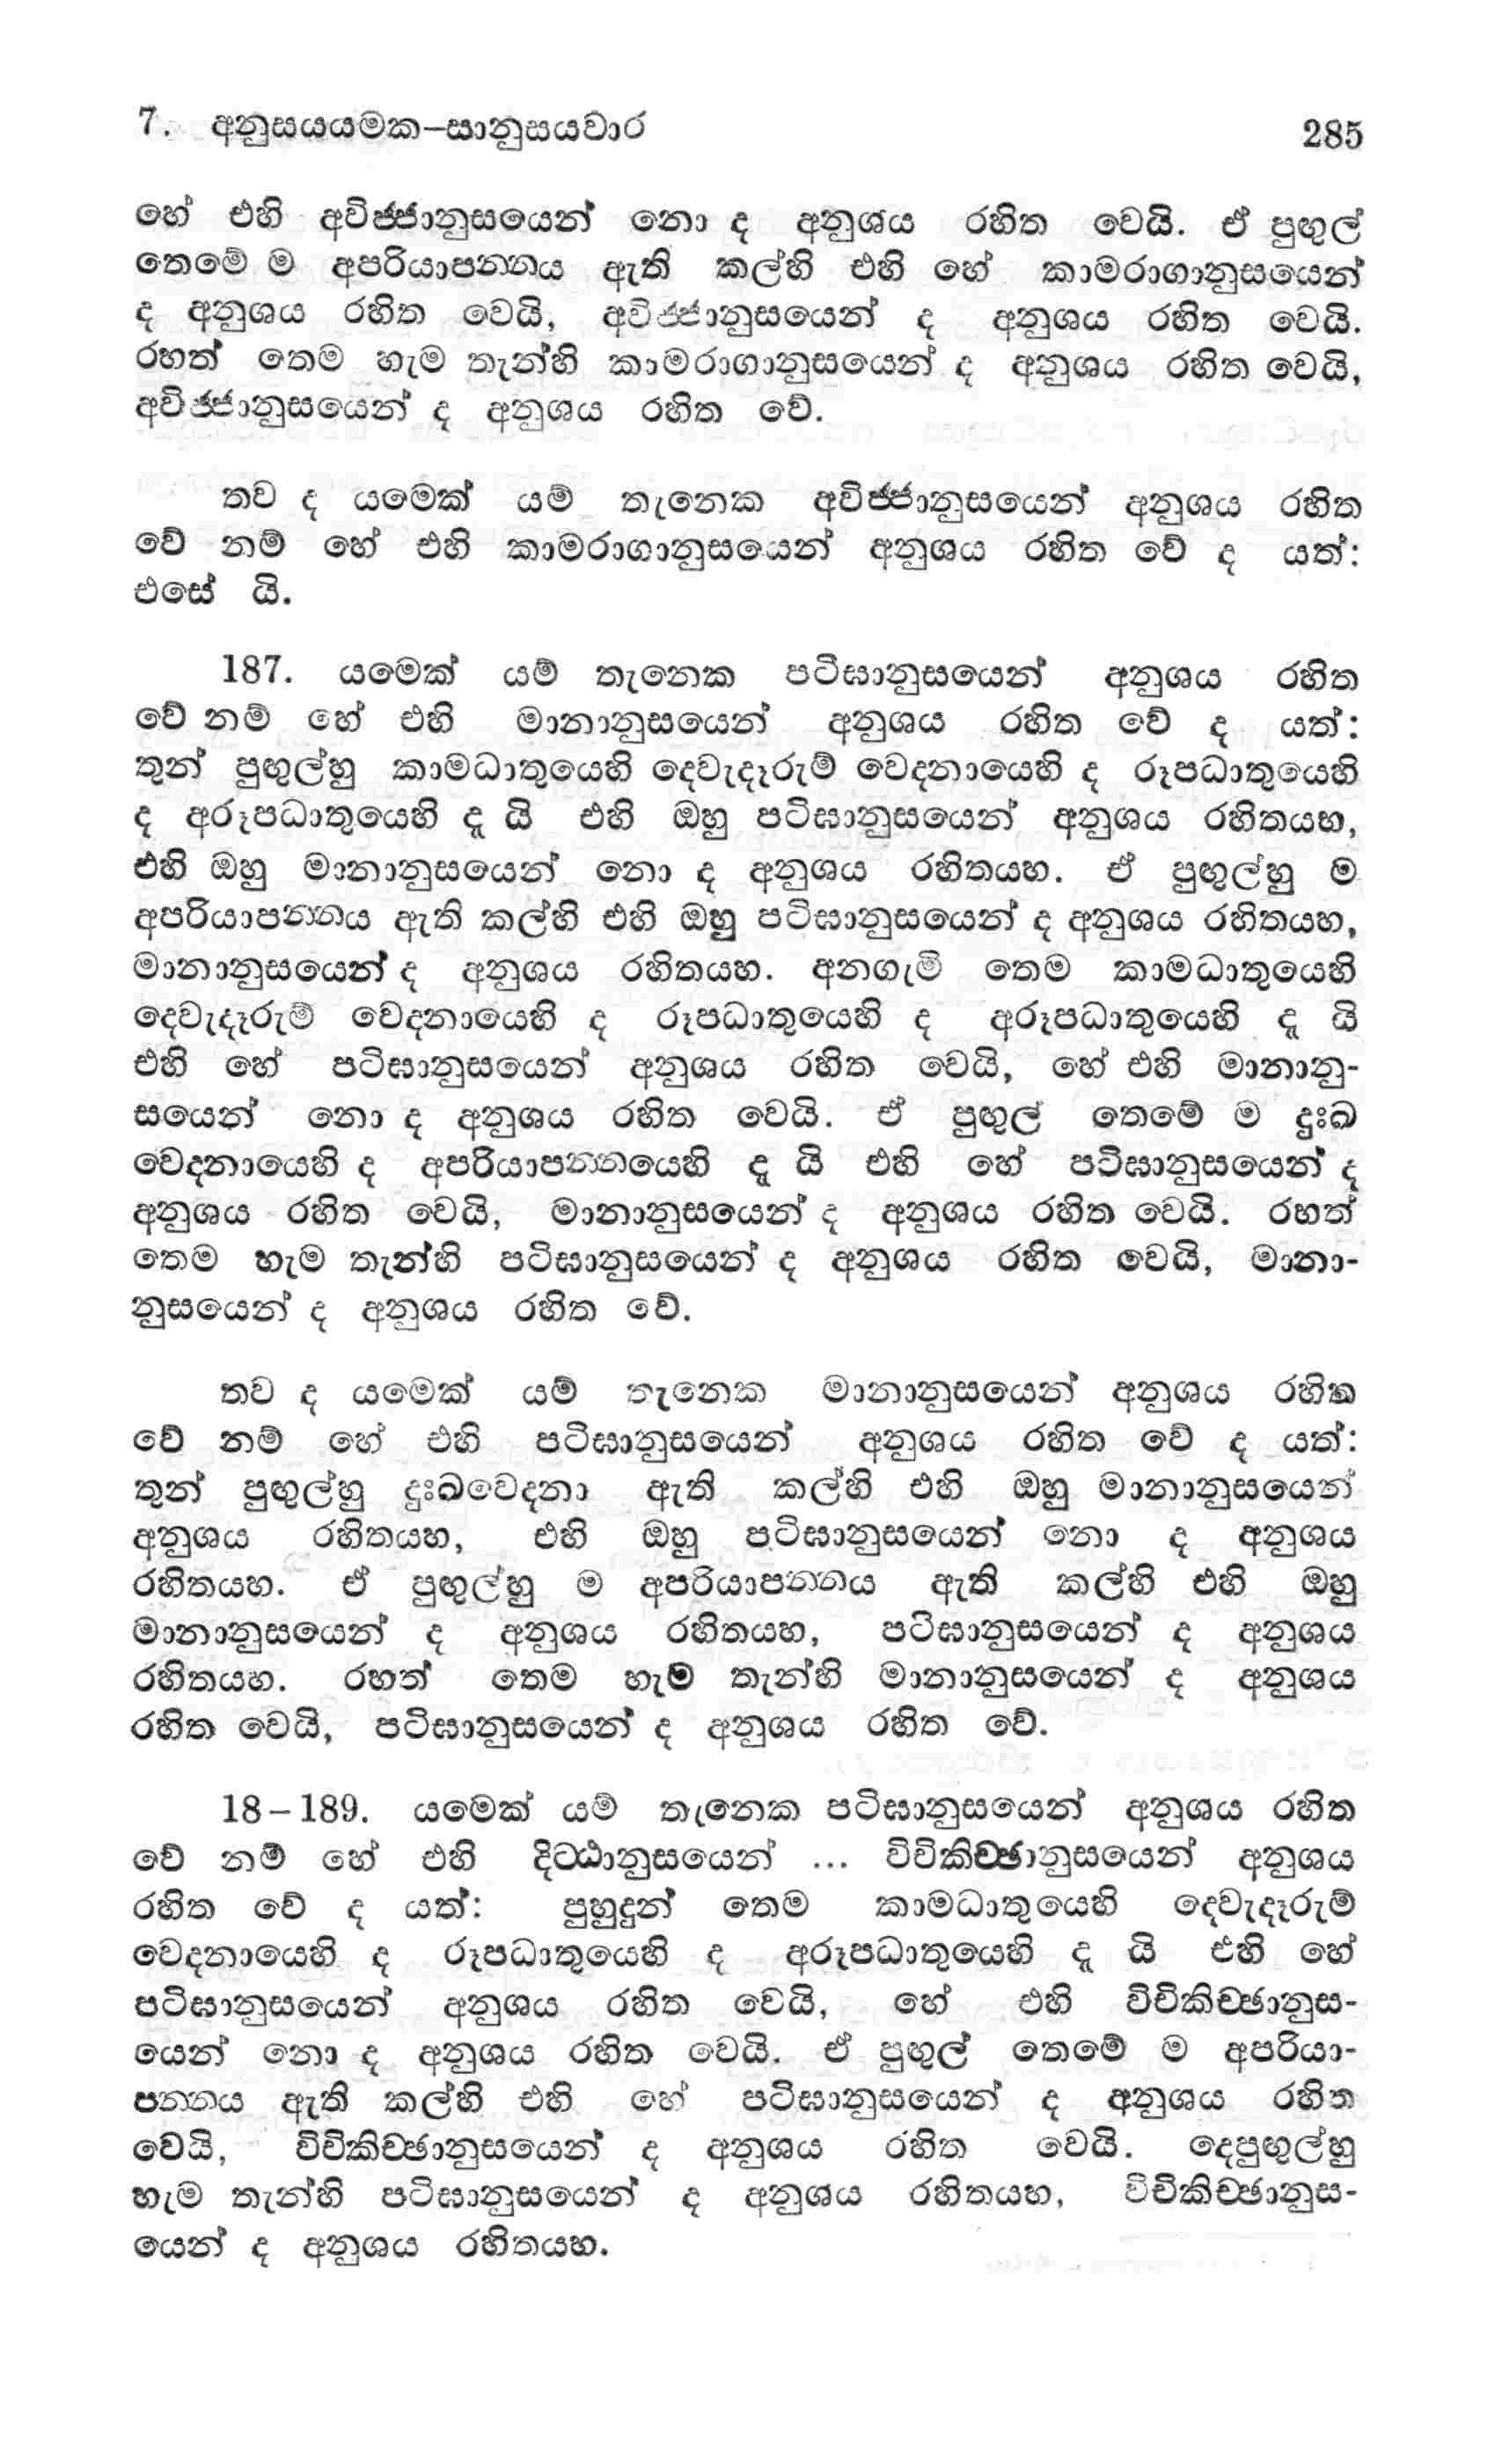 7. අනුසයයමක–සානුසයවාර 285
හේ එහි අවිජ්ජානුසයෙන් නො ද අනුශය රහිත වෙයි. ඒ පුඟුල්
තෙමේ ම අපරියාපන්නය ඇති කල්හි එහි හේ කාමරාගානුසයෙන්
ද අනුශය රහිත වෙයි, අවිජ්ජානුසයෙන් ද අනුශය රහිත වෙයි.
රහත් තෙම හැම තැන්හි කාමරාගානුසයෙන් ද අනුශය රහිත වෙයි,
අවිජ්ජානුසයෙන් ද අනුශය රහිත වේ.
තව ද යමෙක් යම් තැනෙක අවිජ්ජානුසයෙන් අනුශය රහිත
වේ නම් හේ එහි කාමරාගානුසයෙන් අනුශය රහිත වේ ද යත්:
එසේ යි.
187. යමෙක් යම් තැනෙක පටිඝානුසයෙන් අනුශය රහිත
වේ නම් හේ එහි මානානුසයෙන් අනුශය රහිත වේ ද යත්:
තුන් පුඟුල්හු කාමධාතුයෙහි දෙවැදෑරුම් වෙදනායෙහි ද රූපධාතුයෙහි
ද අරූපධාතුයෙහි දූ යි එහි ඔහු පටිඝානුසයෙන් අනුශය රහිතයහ,
එහි ඔහු මානානුසයෙන් නො ද අනුශය රහිතයහ. ඒ පුඟුල්හු ම
අපරියාපන්නය ඇති කල්හි එහි ඔහු පටිඝානුසයෙන් ද අනුශය රහිතයහ,
මානානුසයෙන් ද අනුශය රහිතයහ. අනගැමි තෙම කාමධාතුයෙහි
දෙවැදෑරුම් වෙදනායෙහි ද රූපධාතුයෙහි ද අරූපධාතුයෙහි දූ යි
එහි හේ පටිඝානුසයෙන් අනුශය රහිත වෙයි, හේ එහි මානානු-
සයෙන් නො ද අනුශය රහිත වෙයි. ඒ පුඟුල් තෙමේ ම දුඃඛ
වෙදනායෙහි ද අපරියාපන්නයෙහි දූ යි එහි හේ පටිඝානුසයෙන් ද
අනුශය රහිත වෙයි, මානානුසයෙන් ද අනුශය රහිත වෙයි. රහත්
තෙම හැම තැන්හි පටිඝානුසයෙන් ද අනුශය රහිත වෙයි, මානා-
නුසයෙන් ද අනුශය රහිත වේ.
තව ද යමෙක් යම් තැනෙක මානානුසයෙන් අනුශය රහිත
වේ නම් හේ එහි පටිඝානුසයෙන් අනුශය රහිත වේ ද යත්:
තුන් පුඟුල්හු දුඃඛවෙදනා ඇති කල්හි එහි ඔහු මානානුසයෙන්
අනුශය රහිතයහ, එහි ඔහු පටිඝානුසයෙන් නො ද අනුශය
රහිතයහ. ඒ පුඟුල්හු ම අපරියාපන්නය ඇති කල්හි එහි ඔහු
මානානුසයෙන් ද අනුශය රහිතයහ, පටිඝානුසයෙන් ද අනුශය
රහිතයහ. රහත් තෙම හැම තැන්හි මානානුසයෙන් ද අනුශය
රහිත වෙයි, පටිඝානුසයෙන් ද අනුශය රහිත වේ.
18–189. යමෙක් යම් තැනෙක පටිඝානුසයෙන් අනුශය රහිත
වේ නම් හේ එහි දිට්ඨානුසයෙන් ... විචිකිච්ඡානුසයෙන් අනුශය
රහිත වේ ද යත්: පුහුදුන් තෙම කාමධාතුයෙහි දෙවැදෑරුම්
වෙදනායෙහි ද රූපධාතුයෙහි ද අරූපධාතුයෙහි දූ යි එහි හේ
පටිඝානුසයෙන් අනුශය රහිත වෙයි, හේ එහි විචිකිච්ඡානුස-
යෙන් නො ද අනුශය රහිත වෙයි. ඒ පුඟුල් තෙමේ ම අපරියා-
පන්නය ඇති කල්හි එහි හේ පටිඝානුසයෙන් ද අනුශය රහිත
වෙයි, විචිකිච්ඡානුසයෙන් ද අනුශය රහිත වෙයි. දෙපුඟුල්හු
හැම තැන්හි පටිඝානුසයෙන් ද අනුශය රහිතයහ, විචිකිච්ඡානුස-
යෙන් ද අනුශය රහිතයහ.